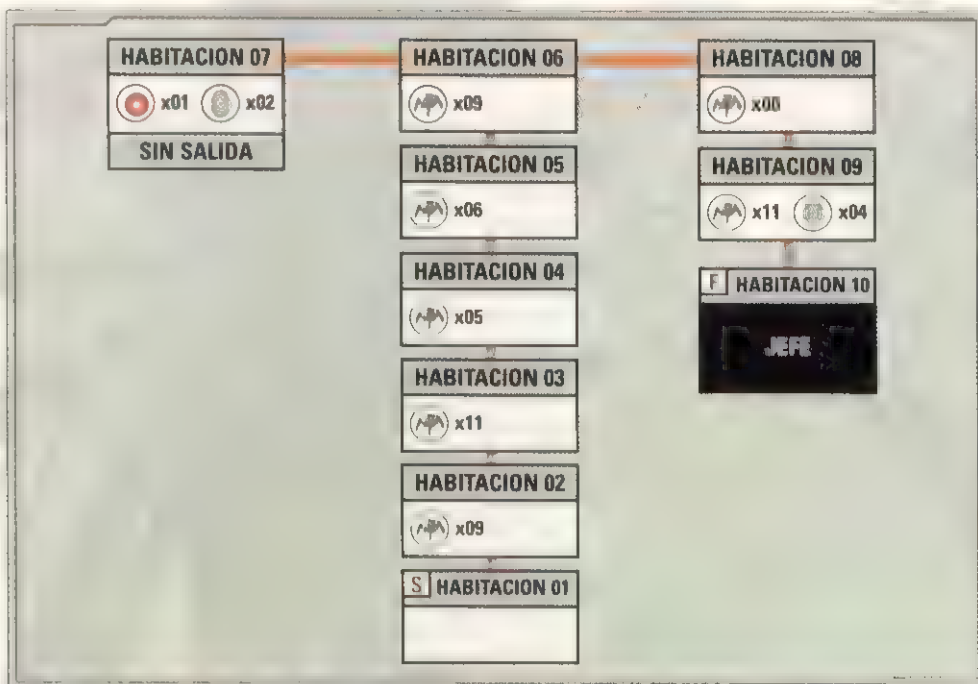 HABITACION 07
x01 x02
SIN SALIDA
HABITACION 06
x09
HABITACION 05
x06
HABITACION 04
x05
HABITACION 03
x11
HABITACION 02
x09
S HABITACION 01
HABITACION 08
HABITACION 09
x11 x04
F HABITACION 10
JEFE